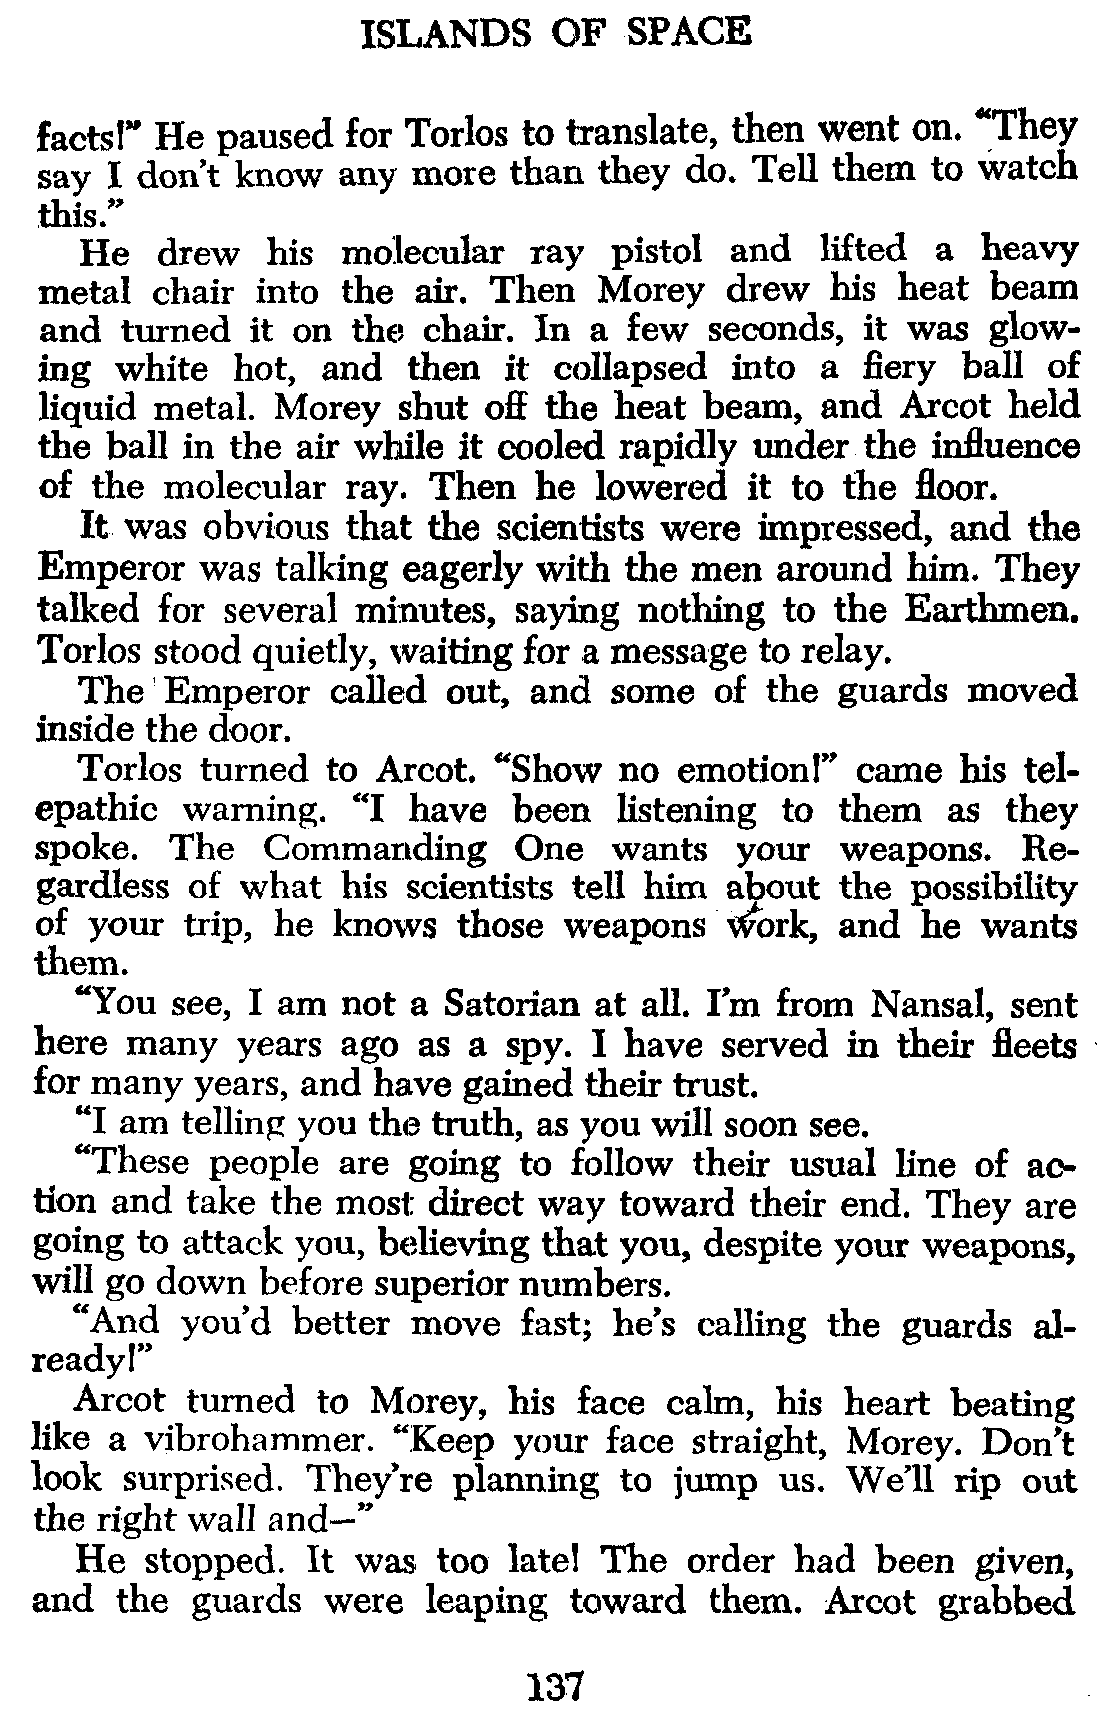 ISLANDS OF SPACE
facts!” He paused for Torlos to translate, then went on. “They
say I don’t know any more than they do. Tell them to watch
this.”
He drew his molecular ray pistol and lifted a heavy
metal chair into the air. Then Morey drew his heat beam
and turned it on the chair. In a few seconds, it was glow-
ing white hot, and then it collapsed into a fiery ball of
liquid metal. Morey shut off the heat beam, and Arcot held
the ball in the air while it cooled rapidly under the influence
of the molecular ray. Then he lowered it to the floor.
It was obvious that the scientists were impressed, and the
Emperor was talking eagerly with the men around him. They
talked for several minutes, saying nothing to the Earthmen.
Torlos stood quietly, waiting for a message to relay.
The Emperor called out, and some of the guards moved
inside the door.
Torlos turned to Arcot. “Show no emotion!” came his tel-
epathic warning. “I have been listening to them as they
spoke. The Commanding One wants your weapons. Re-
gardless of what his scientists tell him about the possibility
of your trip, he knows those weapons work, and he wants
them.
“You see, I am not a Satorian at all. I’m from Nansal, sent
here many years ago as a spy. I have served in their fleets
for many years, and have gained their trust.
“I am telling you the truth, as you will soon see.
“These people are going to follow their usual line of ac-
tion and take the most direct way toward their end. They are
going to attack you, believing that you, despite your weapons,
will go down before superior numbers.
“And you’d better move fast; he’s calling the guards al-
ready!”
Arcot turned to Morey, his face calm, his heart beating
like a vibrohammer. “Keep your face straight, Morey. Don’t
look surprised. They’re planning to jump us. We’ll rip out
the right wall and—”
He stopped. It was too late! The order had been given,
and the guards were leaping toward them. Arcot grabbed
137